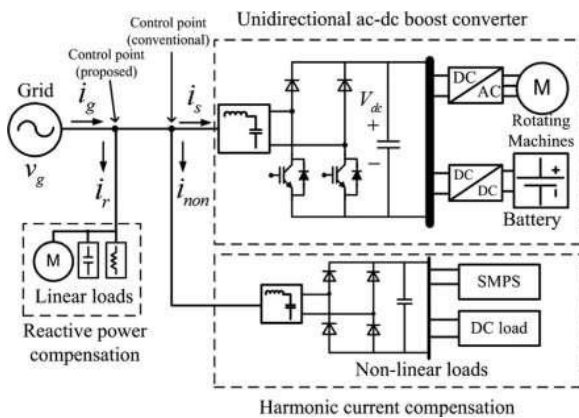 Unidirectional ac-dc boost converter
Control point
(conventional)
Control point
(proposed)
Grid
i_g
i_s
v_g
i_r
i_non
V_dc
+
−
DC
AC
M
Rotating
Machines
DC
DC
+
Battery
M
Linear loads
Reactive power
compensation
SMPS
DC load
Non-linear loads
Harmonic current compensation